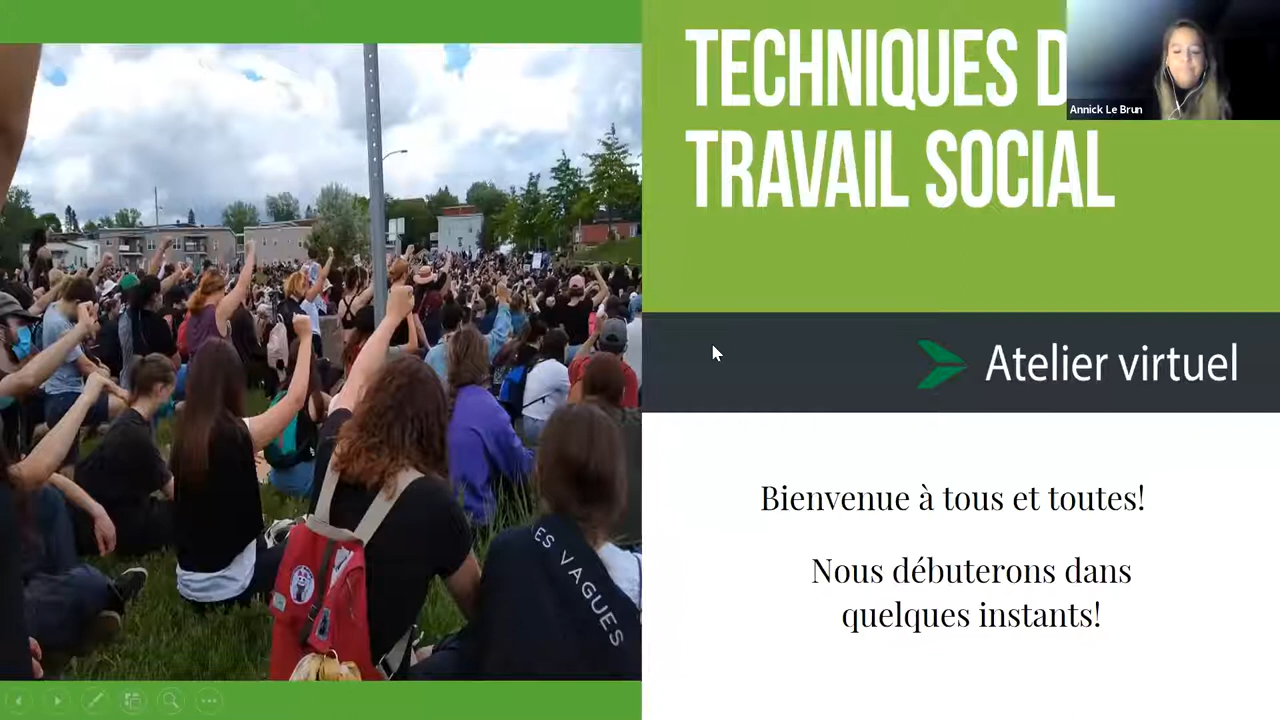 TECHNIQUES D
TRAVAIL SOCIAL
Annick Le Brun
Atelier virtuel
Bienvenue à tous et toutes!
Nous débuterons dans
quelques instants!
ES VAGUES